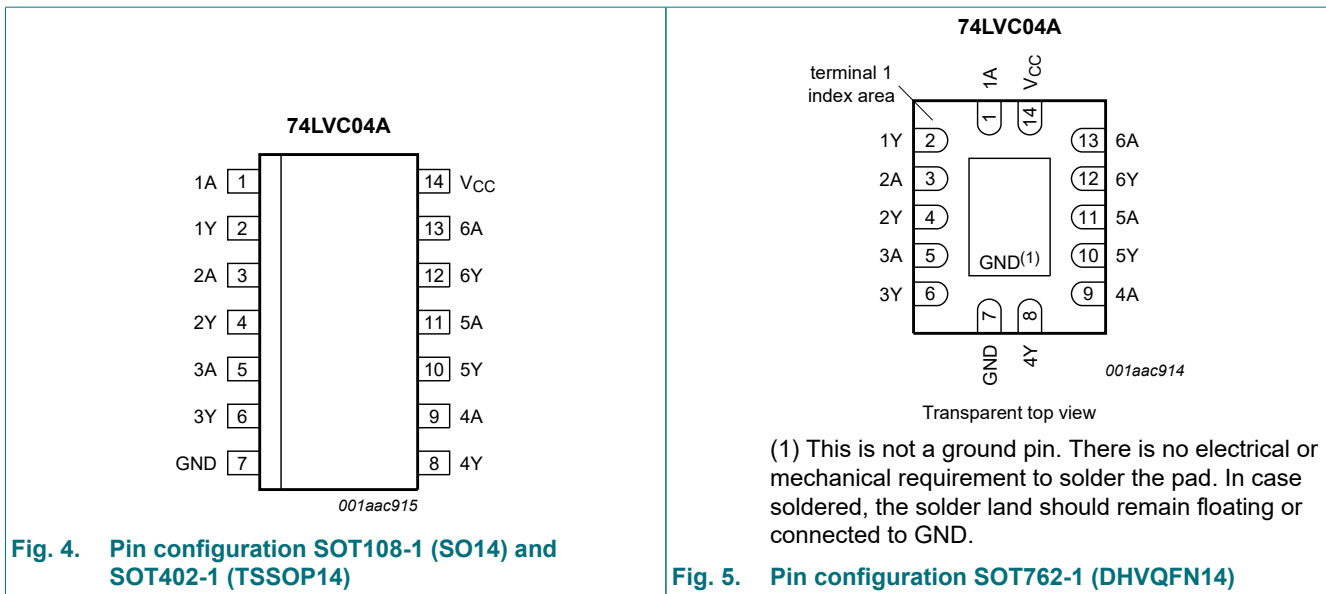 74LVC04A
1A 1
14 VCC
1Y 2
13 6A
2A 3
12 6Y
2Y 4
11 5A
3A 5
10 5Y
3Y 6
9 4A
GND 7
8 4Y
001aac915
Fig. 4. Pin configuration SOT108-1 (SO14) and
SOT402-1 (TSSOP14)
74LVC04A
terminal 1
index area
1A
VCC
1
14
1Y 2
13 6A
2A 3
12 6Y
2Y 4
11 5A
3A 5
10 5Y
GND(1)
3Y 6
9 4A
7
8
GND
4Y
001aac914
Transparent top view
(1) This is not a ground pin. There is no electrical or
mechanical requirement to solder the pad. In case
soldered, the solder land should remain floating or
connected to GND.
Fig. 5. Pin configuration SOT762-1 (DHVQFN14)